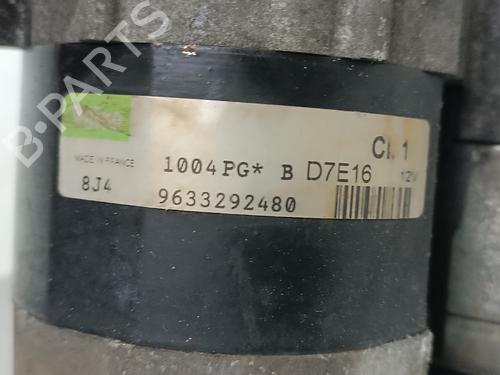 B-PARTS
MADE IN FRANCE
8J4
1004PG* B D7E16
9633292480
Cl. 1
12V